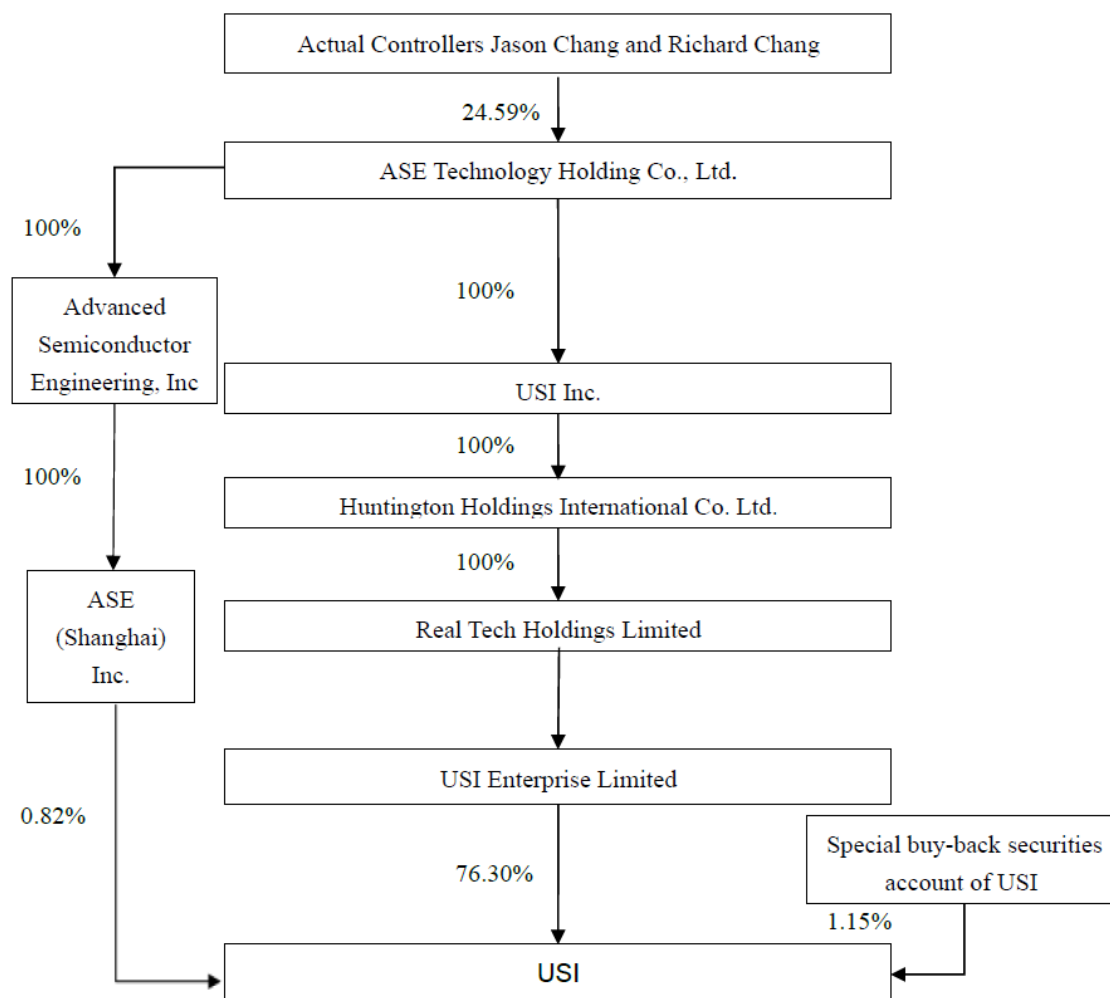 Actual Controllers Jason Chang and Richard Chang
24.59%
ASE Technology Holding Co., Ltd.
100%
Advanced
Semiconductor
Engineering, Inc
100%
USI Inc.
100%
100%
Huntington Holdings International Co. Ltd.
100%
ASE
(Shanghai)
Inc.
Real Tech Holdings Limited
USI Enterprise Limited
0.82%
76.30%
Special buy-back securities
account of USI
1.15%
USI